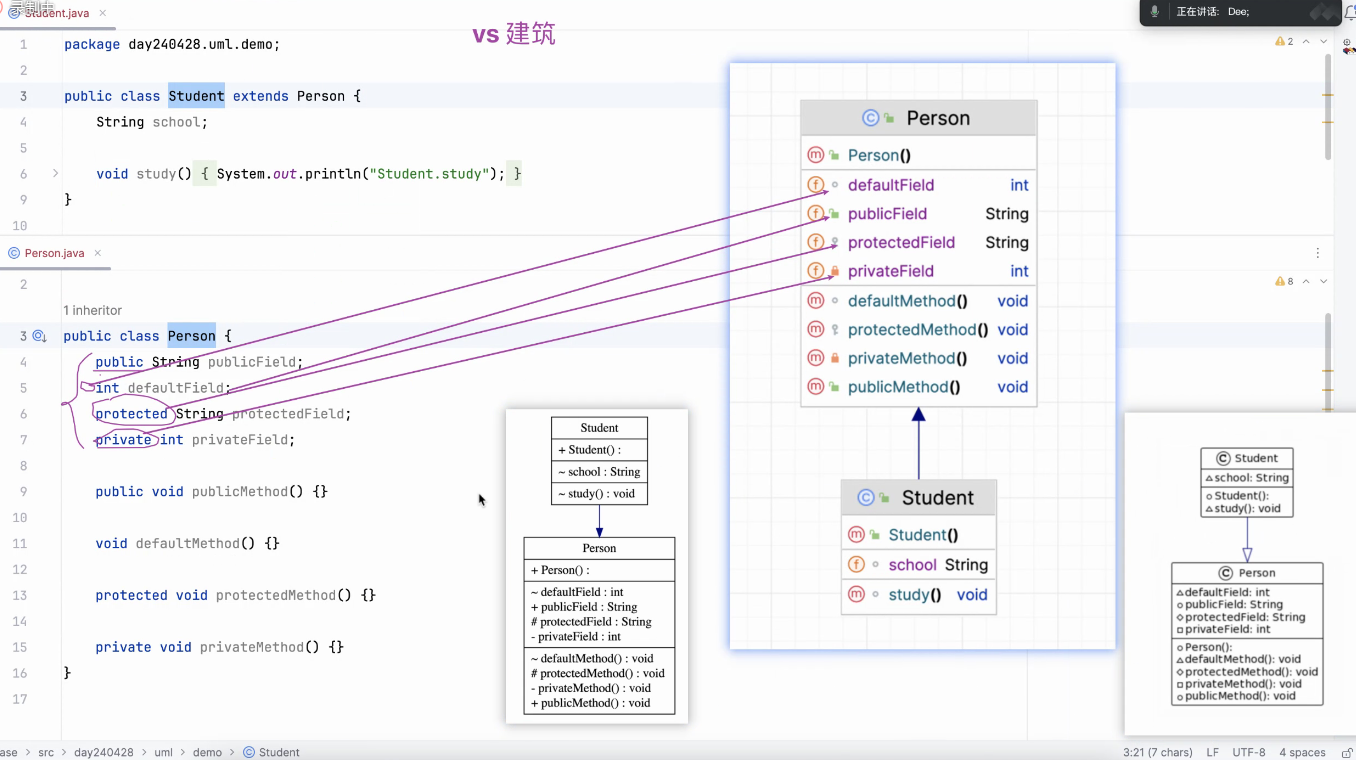 录制中
Student.java
vs 建筑
正在讲话: Dee;
1 package day240428.uml.demo;
2
3 public class Student extends Person {
4 String school;
5
6 void study() { System.out.println("Student.study"); }
9 }
10
2
Person.java
2
1 inheritor
3 public class Person {
4 public String publicField;
5 int defaultField;
6 protected String protectedField;
7 private int privateField;
8
9 public void publicMethod() {}
10
11 void defaultMethod() {}
12
13 protected void protectedMethod() {}
14
15 private void privateMethod() {}
16 }
17
8
Person
Person()
defaultField int
publicField String
protectedField String
privateField int
defaultMethod() void
protectedMethod() void
privateMethod() void
publicMethod() void
Student
Student()
school String
study() void
Student
+ Student() :
~ school : String
~ study() : void
Person
+ Person() :
~ defaultField : int
+ publicField : String
# protectedField : String
- privateField : int
~ defaultMethod() : void
# protectedMethod() : void
- privateMethod() : void
+ publicMethod() : void
C Student
school: String
Student():
study(): void
C Person
defaultField: int
publicField: String
protectedField: String
privateField: int
Person():
defaultMethod(): void
protectedMethod(): void
privateMethod(): void
publicMethod(): void
ase > src > day240428 > uml > demo > Student
3:21 (7 chars) LF UTF-8 4 spaces